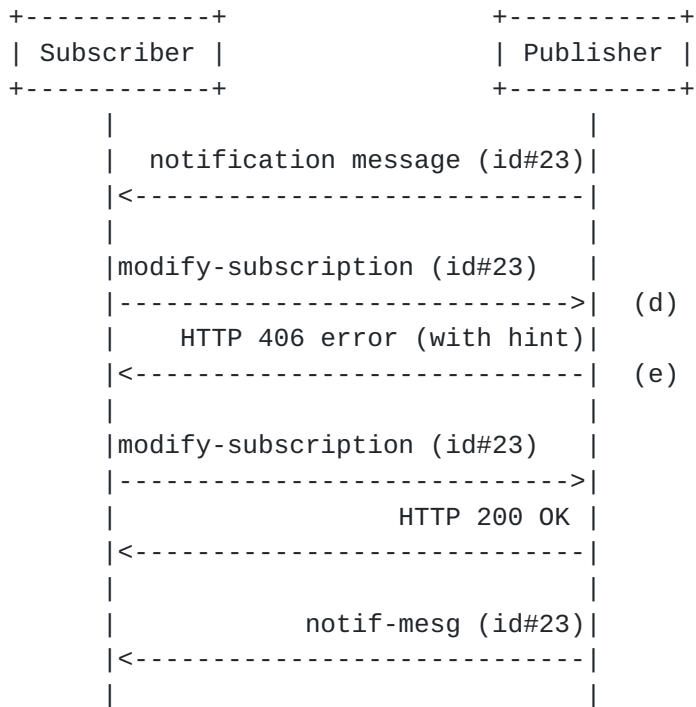 +------------+                 +-----------+
| Subscriber |                 | Publisher |
+------------+                 +-----------+
      |                              |
      |  notification message (id#23)|
      |<-----------------------------|
      |                              |
      |modify-subscription (id#23)   |
      |----------------------------->|  (d)
      |    HTTP 406 error (with hint)|
      |<-----------------------------|  (e)
      |                              |
      |modify-subscription (id#23)   |
      |----------------------------->|
      |                  HTTP 200 OK |
      |<-----------------------------|
      |                              |
      |            notif-mesg (id#23)|
      |<-----------------------------|
      |                              |